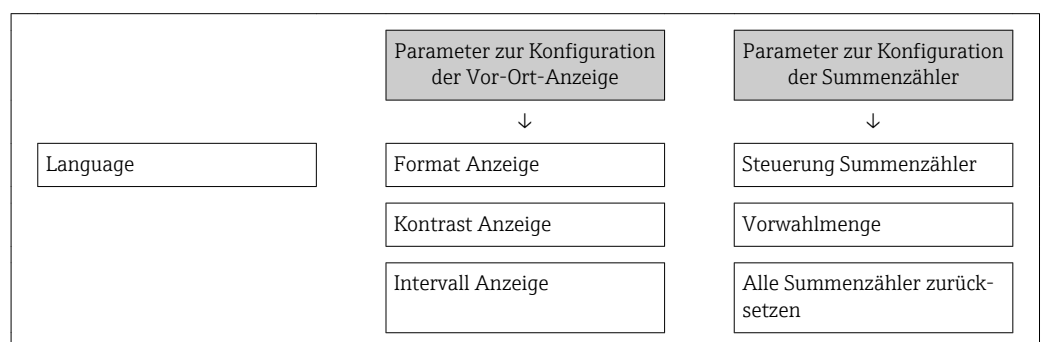 Parameter zur Konfiguration
der Vor-Ort-Anzeige
Parameter zur Konfiguration
der Summenzähler
↓
↓
Language
Format Anzeige
Steuerung Summenzähler
Kontrast Anzeige
Vorwahlmenge
Intervall Anzeige
Alle Summenzähler zurück-
setzen